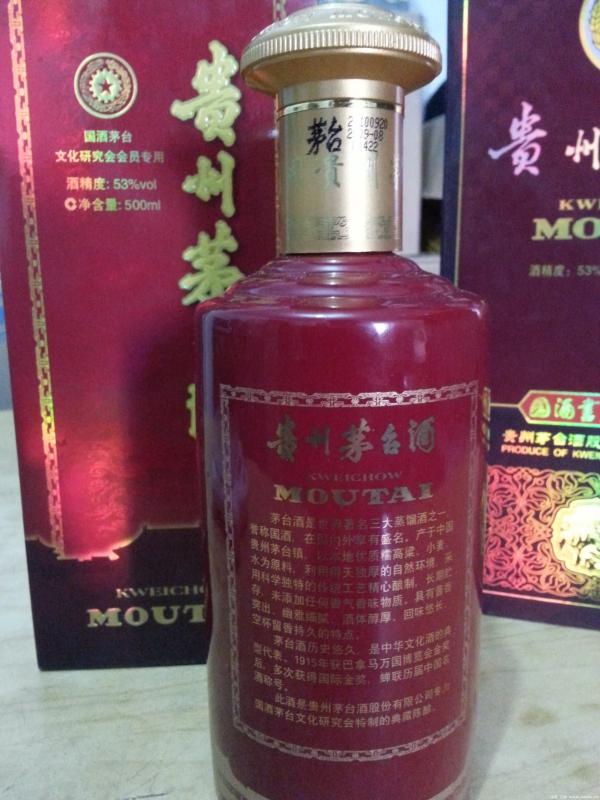 贵州茅
国酒茅台
文化研究会会员专用
酒精度: 53%vol
净含量: 500ml
KWEICHO
MOUT
茅台
20100920
2009-08
贵州茅台酒
KWEICHOW
MOUTAI
茅台酒是世界著名三大蒸馏酒之一,
誉称国酒, 在国内外享有盛名。产于中国
贵州茅台镇, 以本地优质糯高粱、小麦、
水为原料, 利用得天独厚的自然环境, 采
用科学独特的传统工艺精心酿制, 长期贮
存, 未添加任何香气香味物质。具有酱香
突出、幽雅细腻、酒体醇厚、回味悠长、
空杯留香持久的特点。
茅台酒历史悠久, 是中华文化酒的典
型代表。1915年获巴拿马万国博览会金奖
后, 多次获得国际金奖, 蝉联历届中国名
酒称号。
此酒是贵州茅台酒股份有限公司专为
国酒茅台文化研究会特制的典藏陈酿。
贵州
KWE
MOU
酒精度: 53%
国酒
贵州茅台酒股
PRODUCE OF KWEI